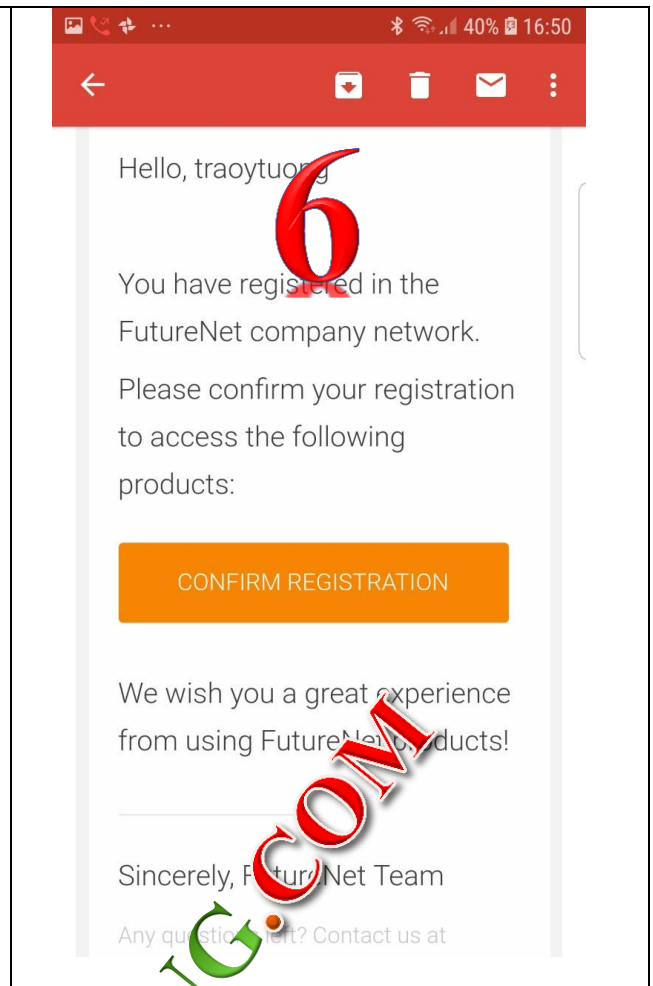 40% 16:50
Hello, traoytuong
6
You have registered in the
FutureNet company network.
Please confirm your registration
to access the following
products:
CONFIRM REGISTRATION
We wish you a great experience
from using FutureNet products!
Sincerely, FutureNet Team
Any questions left? Contact us at
G.COM